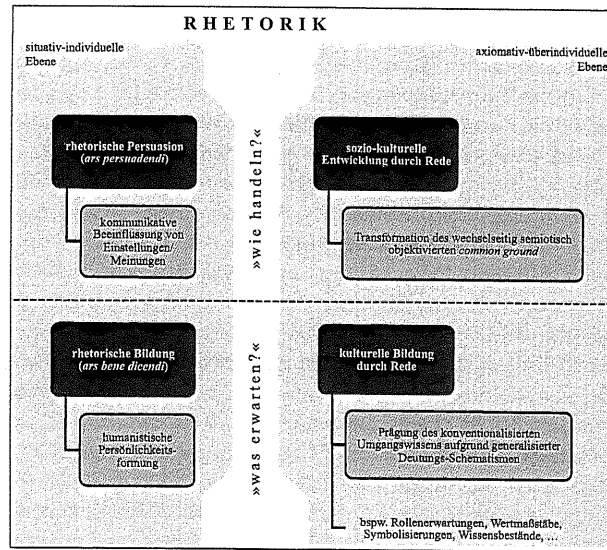 RHETORIK
situativ-individuelle
Ebene
axiomativ-überindividuelle
Ebene
rhetorische Persuasion
(ars persuadendi)
kommunikative
Beeinflussung von
Einstellungen/
Meinungen
»wie handeln?«
sozio-kulturelle
Entwicklung durch Rede
Transformation des wechselseitig semiotisch
objektivierten common ground
rhetorische Bildung
(ars bene dicendi)
humanistische
Persönlichkeits-
formung
»was erwarten?«
kulturelle Bildung
durch Rede
Prägung des konventionalisierten
Umgangswissens aufgrund generalisierter
Deutungs-Schematismen
bspw. Rollenerwartungen, Wertmaßstäbe,
Symbolisierungen, Wissensbestände, …